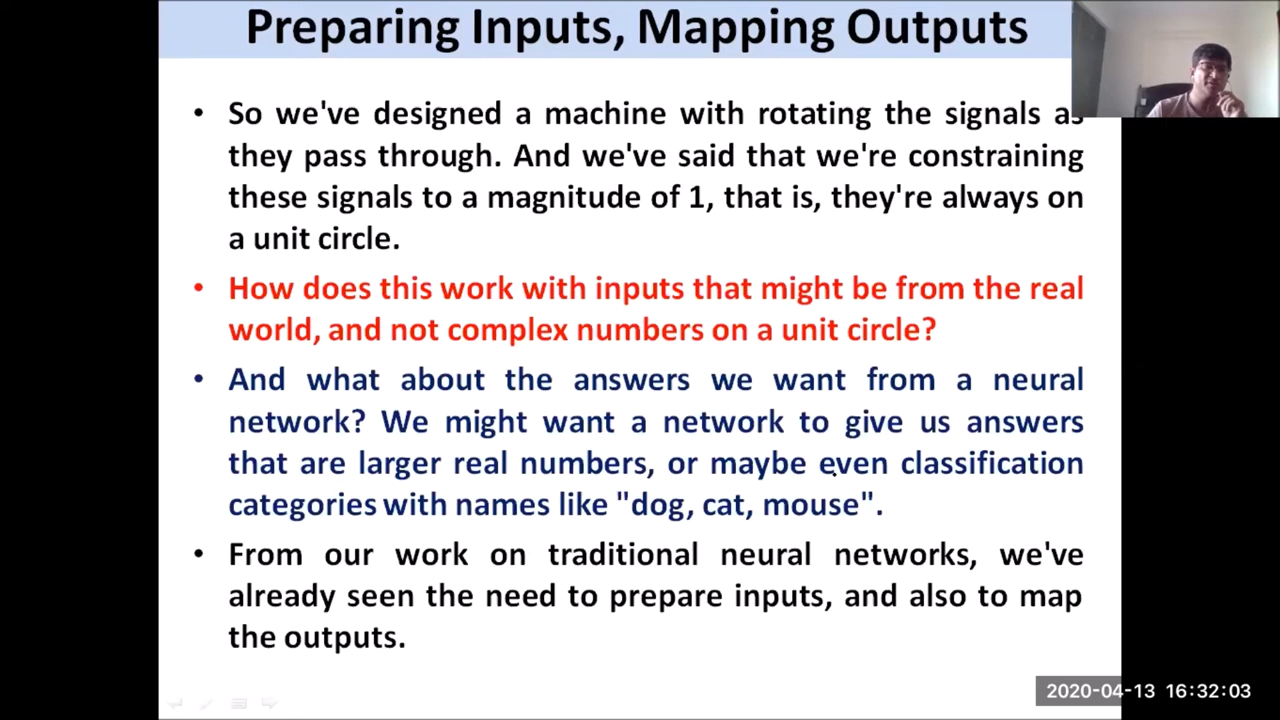 Preparing Inputs, Mapping Outputs
• So we've designed a machine with rotating the signals as
they pass through. And we've said that we're constraining
these signals to a magnitude of 1, that is, they're always on
a unit circle.
• How does this work with inputs that might be from the real
world, and not complex numbers on a unit circle?
• And what about the answers we want from a neural
network? We might want a network to give us answers
that are larger real numbers, or maybe even classification
categories with names like "dog, cat, mouse".
• From our work on traditional neural networks, we've
already seen the need to prepare inputs, and also to map
the outputs.
2020-04-13 16:32:03